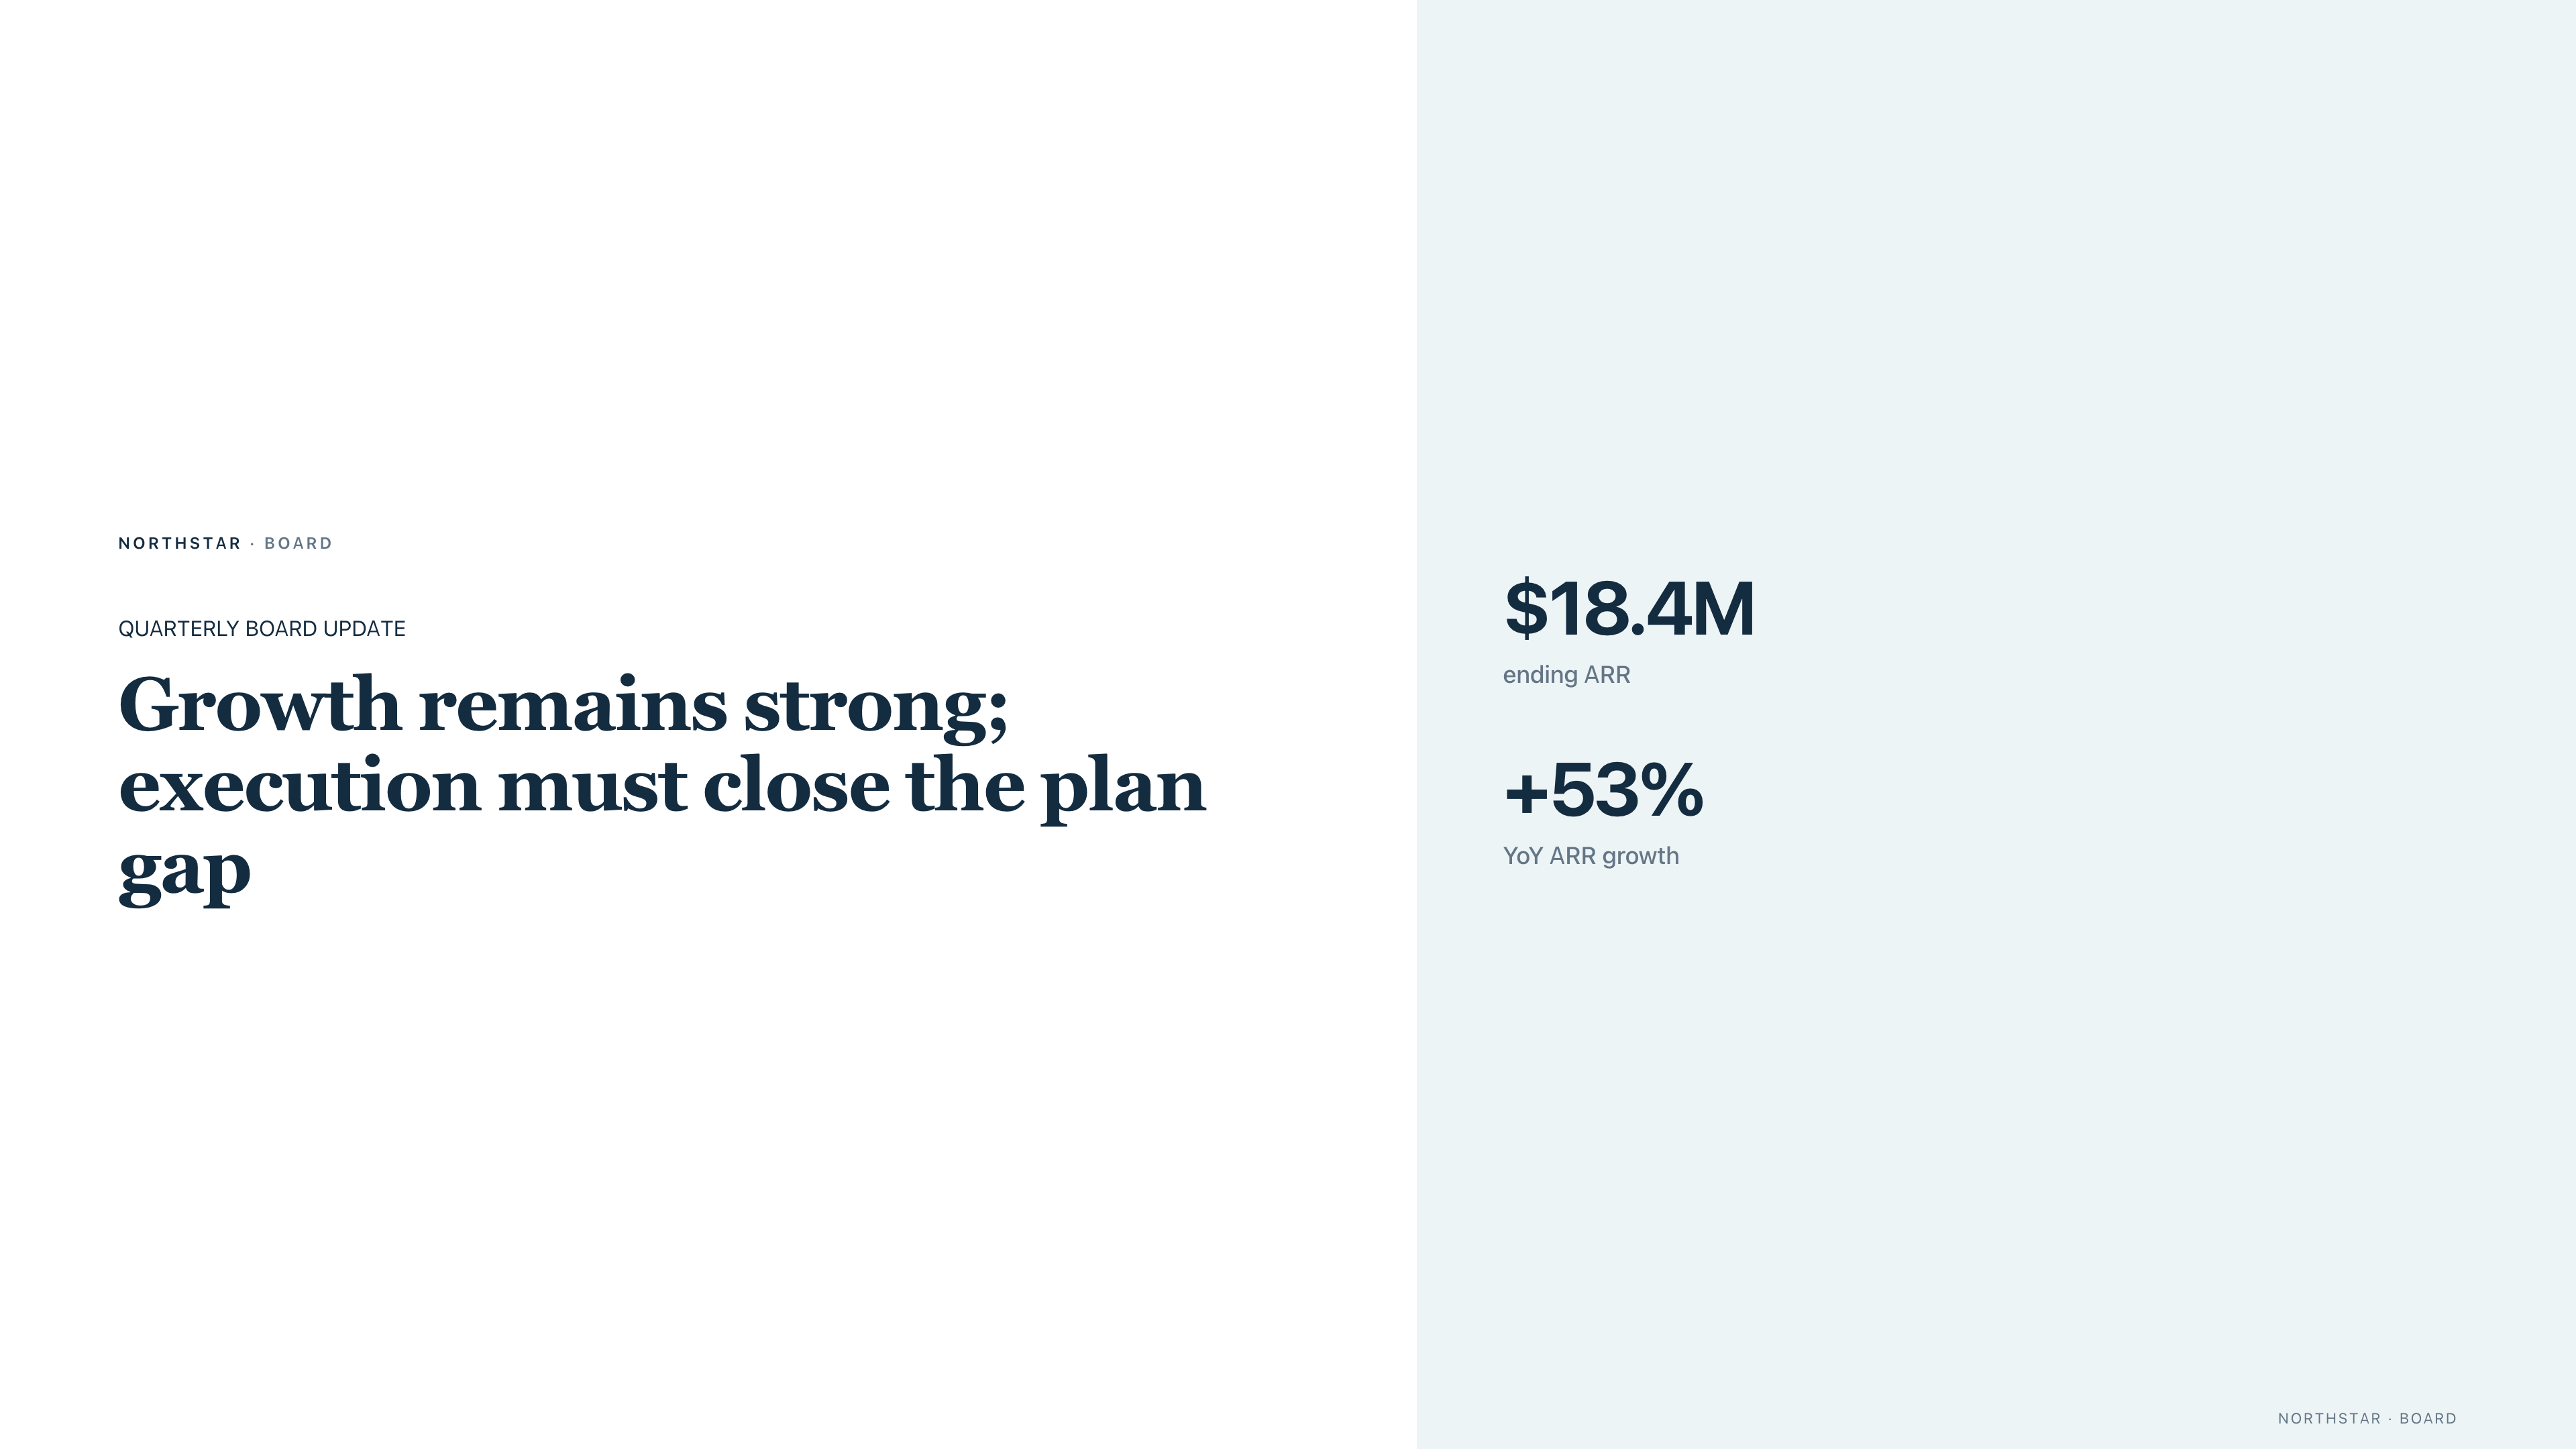 NORTHSTAR · BOARD
QUARTERLY BOARD UPDATE
Growth remains strong;
execution must close the plan
gap
$18.4M
ending ARR
+53%
YoY ARR growth
NORTHSTAR · BOARD